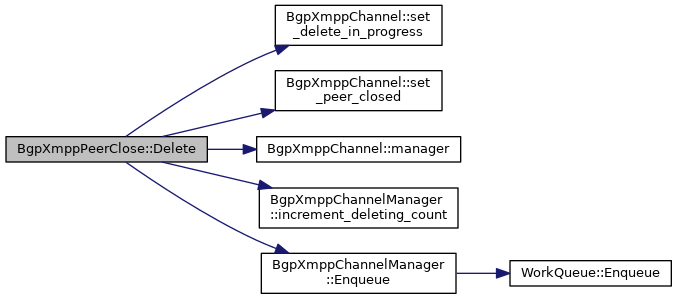 BgpXmppChannel::set
_delete_in_progress
BgpXmppChannel::set
_peer_closed
BgpXmppPeerClose::Delete
BgpXmppChannel::manager
BgpXmppChannelManager
::increment_deleting_count
BgpXmppChannelManager
::Enqueue
WorkQueue::Enqueue